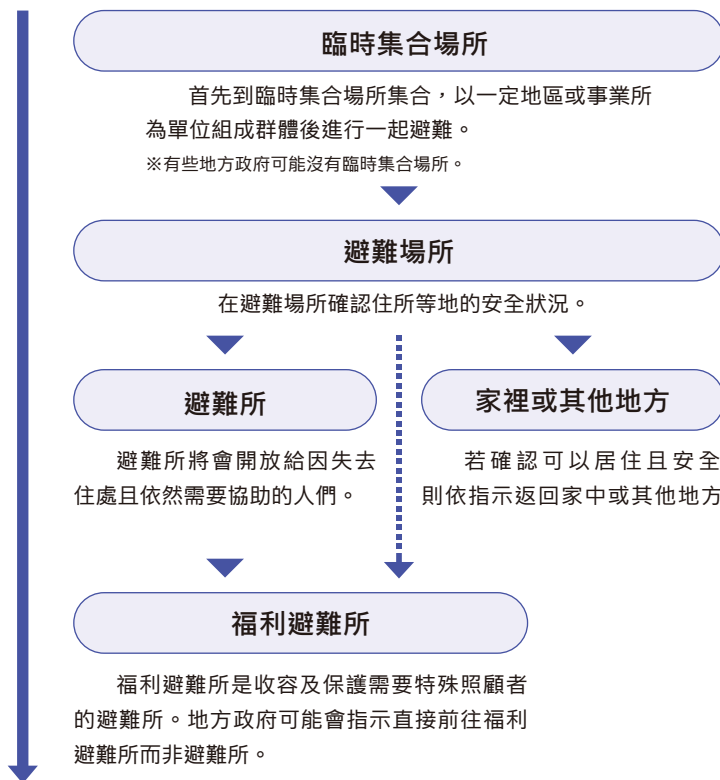 臨時集合場所
首先到臨時集合場所集合，以一定地區或事業所
為單位組成群體後進行一起避難。
※有些地方政府可能沒有臨時集合場所。
避難場所
在避難場所確認住所等地的安全狀況。
避難所
避難所將會開放給因失去
住處且依然需要協助的人們。
家裡或其他地方
若確認可以居住且安全
則依指示返回家中或其他地方
福利避難所
福利避難所是收容及保護需要特殊照顧者
的避難所。地方政府可能會指示直接前往福利
避難所而非避難所。